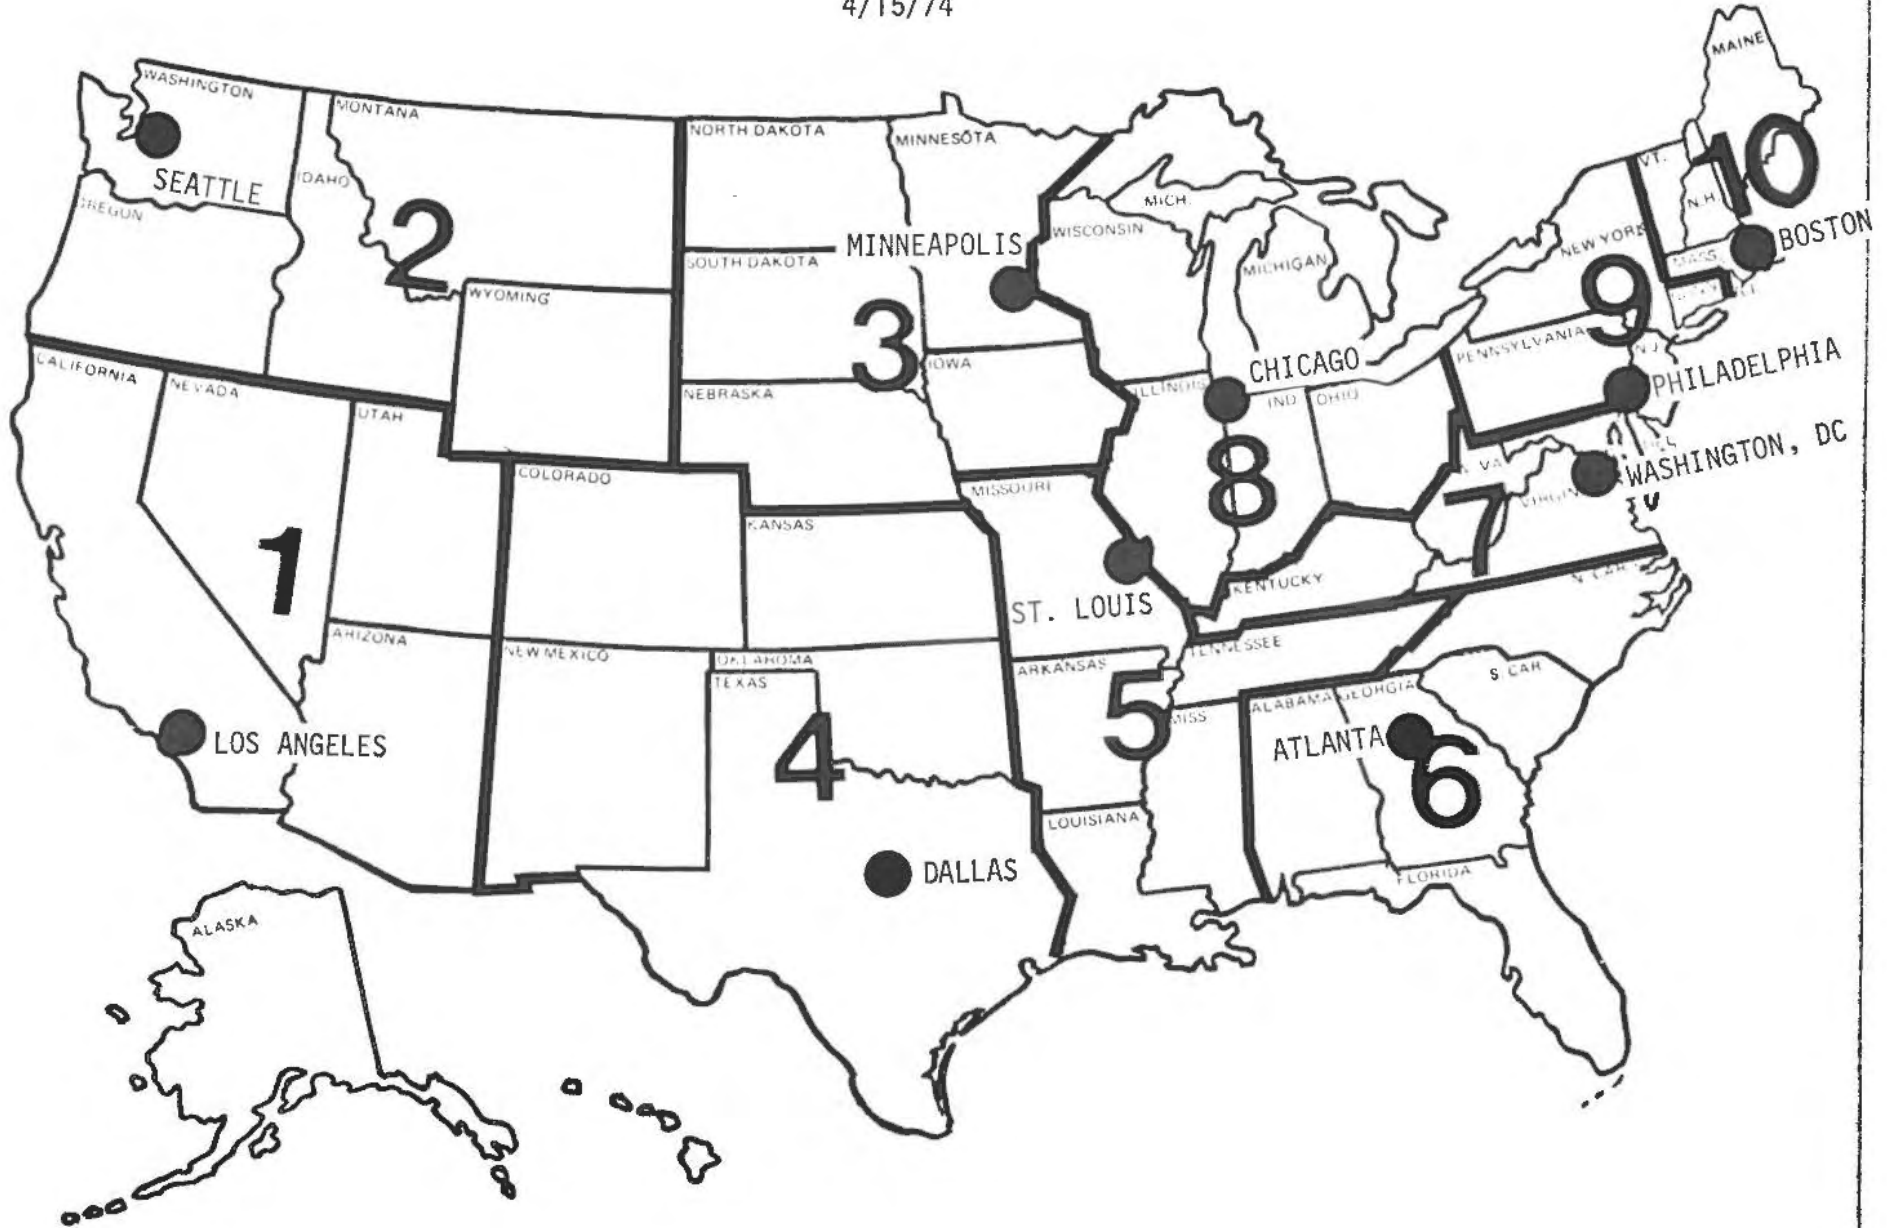 4/15/74
MAINE
WASHINGTON
MONTANA
NORTH DAKOTA
MINNESOTA
10
VT.
SEATTLE
IDAHO
N.H.
OREGON
2
MICH.
BOSTON
WISCONSIN
NEW YORK
MINNEAPOLIS
SOUTH DAKOTA
MICHIGAN
MASS.
WYOMING
9
3
PENNSYLVANIA
N.J.
CALIFORNIA
NEVADA
IOWA
CHICAGO
PHILADELPHIA
UTAH
NEBRASKA
ILLINOIS
IND
OHIO
WASHINGTON, DC
COLORADO
MISSOURI
8
VA
KANSAS
7
1
KENTUCKY
N CAR
ST. LOUIS
ARIZONA
NEW MEXICO
OKLAHOMA
TENNESSEE
ARKANSAS
S CAR
TEXAS
5
MISS
ALABAMA
GEORGIA
LOS ANGELES
4
ATLANTA
6
LOUISIANA
DALLAS
FLORIDA
ALASKA